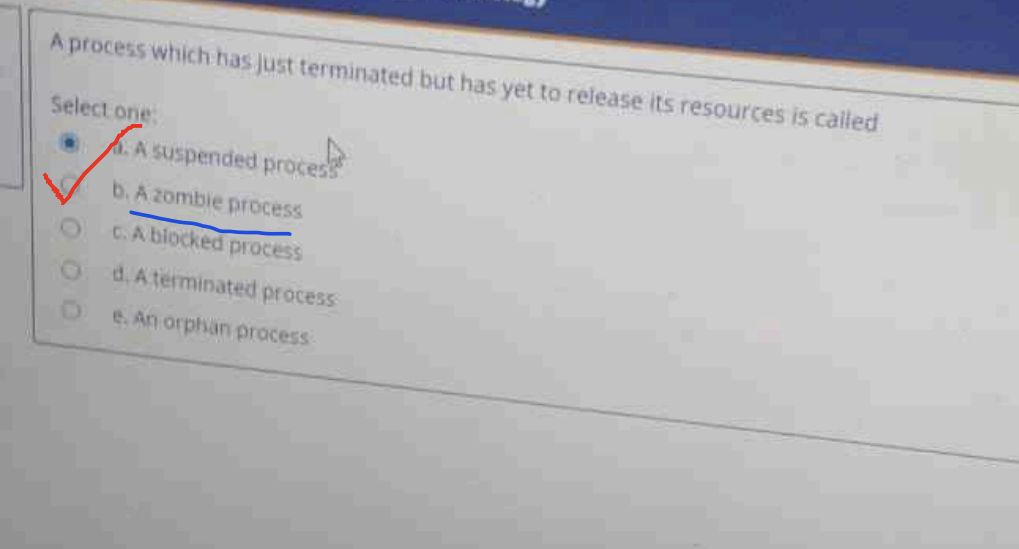 A process which has just terminated but has yet to release its resources is called
Select one:
a. A suspended process
b. A zombie process
c. A blocked process
d. A terminated process
e. An orphan process